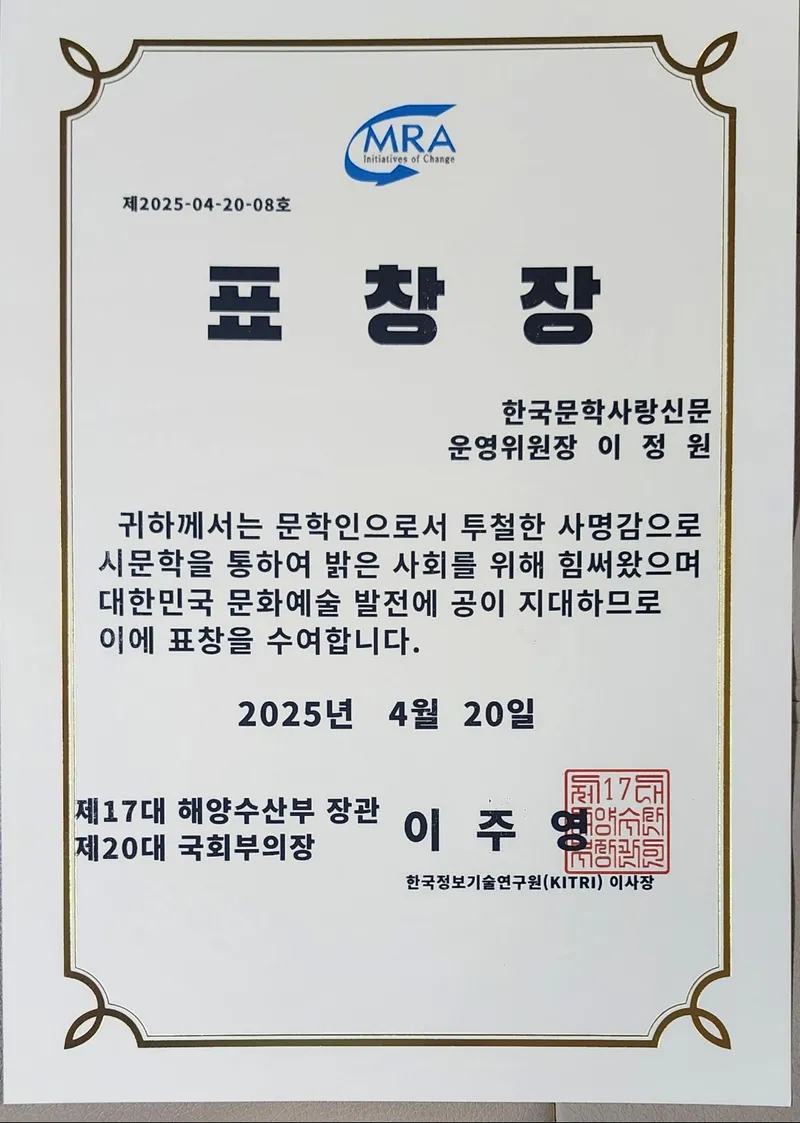 MRA
Initiatives of Change
제2025-04-20-08호
표 창 장
한국문학사랑신문
운영위원장 이 정 원
귀하께서는 문학인으로서 투철한 사명감으로
시문학을 통하여 밝은 사회를 위해 힘써왔으며
대한민국 문화예술 발전에 공이 지대하므로
이에 표창을 수여합니다.
2025년 4월 20일
제17대 해양수산부 장관
제20대 국회부의장
이 주 영
한국정보기술연구원(KITRI) 이사장
제17대